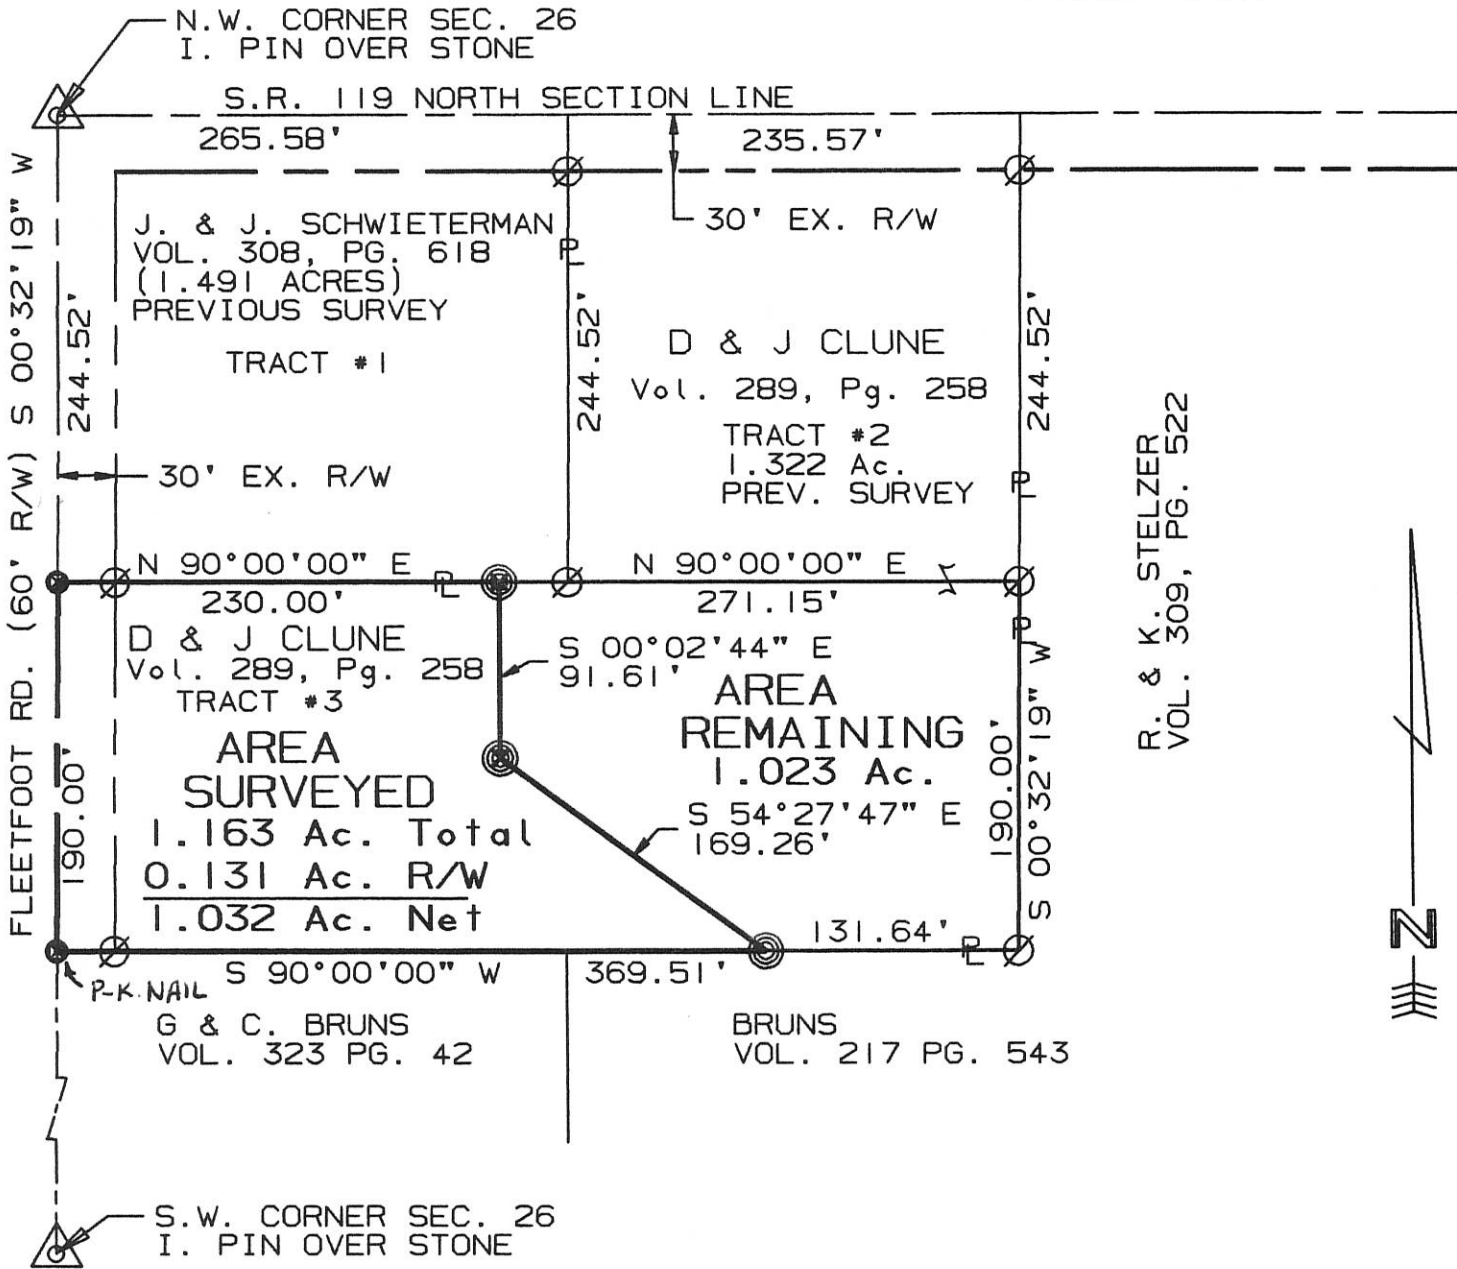 N.W. CORNER SEC. 26
I. PIN OVER STONE
S.R. 119 NORTH SECTION LINE
265.58'
235.57'
30' EX. R/W
J. & J. SCHWIETERMAN
VOL. 308, PG. 618
(1.491 ACRES)
PREVIOUS SURVEY
TRACT #1
244.52'
244.52'
244.52'
D & J CLUNE
Vol. 289, Pg. 258
TRACT #2
1.322 Ac.
PREV. SURVEY
30' EX. R/W
FLEETFOOT RD. (60' R/W) S 00°32'19" W
R. & K. STELZER
VOL. 309, PG. 522
PL
PL
N 90°00'00" E
PL
230.00'
N 90°00'00" E
271.15'
PL
D & J CLUNE
Vol. 289, Pg. 258
TRACT #3
S 00°02'44" E
91.61'
AREA
SURVEYED
1.163 Ac. Total
0.131 Ac. R/W
1.032 Ac. Net
AREA
REMAINING
1.023 Ac.
S 54°27'47" E
169.26'
190.00'
190.00'
S 00°32'19" W
131.64'
PL
S 90°00'00" W
369.51'
P-K NAIL
G & C. BRUNS
VOL. 323 PG. 42
BRUNS
VOL. 217 PG. 543
N
S.W. CORNER SEC. 26
I. PIN OVER STONE